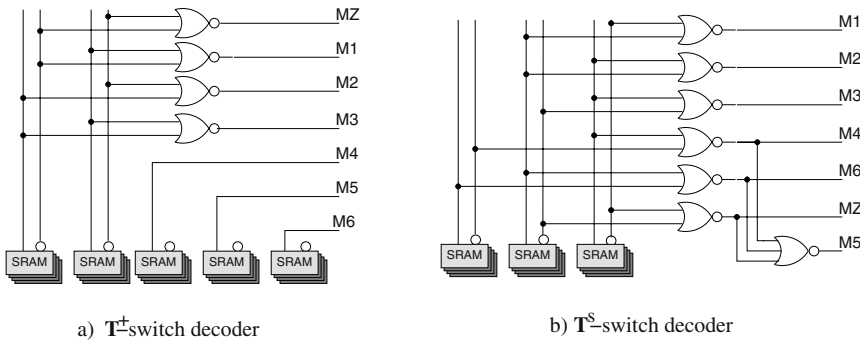 MZ
M1
M2
M3
M4
M5
M6
SRAM SRAM SRAM SRAM SRAM
a) T±-switch decoder
M1
M2
M3
M4
M6
MZ
M5
SRAM SRAM SRAM
b) TS-switch decoder